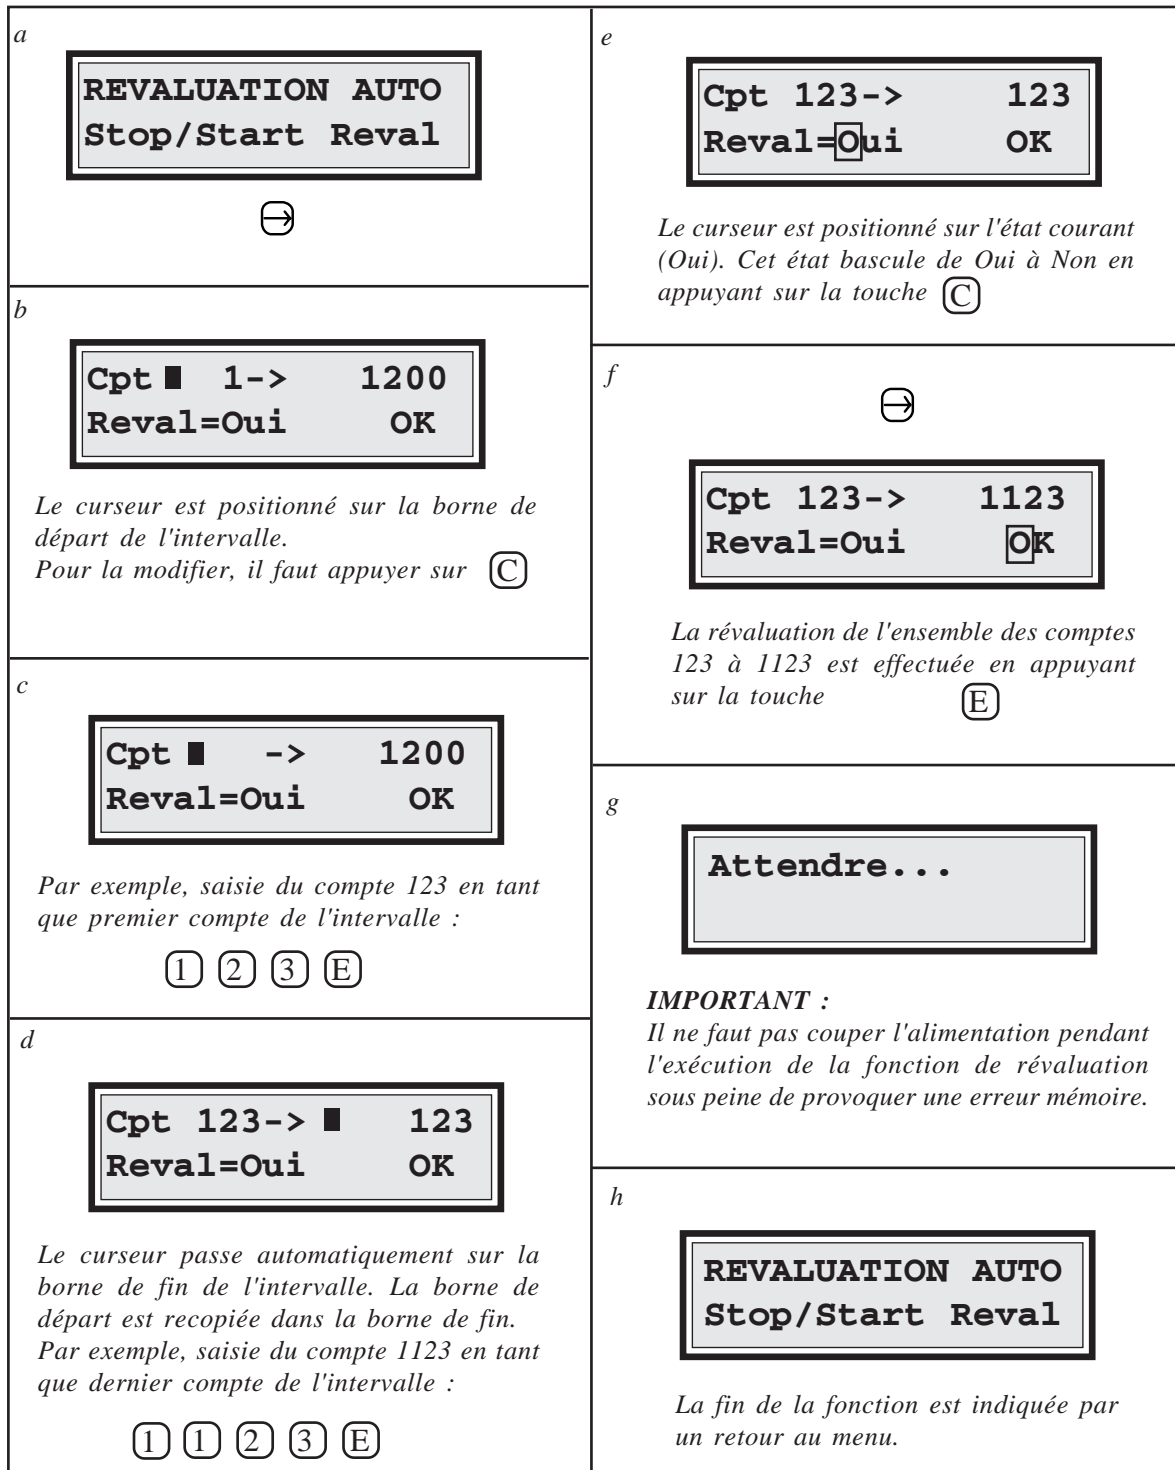 a
REVALUATION AUTO
Stop/Start Reval
b
Cpt 1-> 1200
Reval=Oui OK
Le curseur est positionné sur la borne de
départ de l'intervalle.
Pour la modifier, il faut appuyer sur C
c
Cpt -> 1200
Reval=Oui OK
Par exemple, saisie du compte 123 en tant
que premier compte de l'intervalle :
1 2 3 E
d
Cpt 123-> 123
Reval=Oui OK
Le curseur passe automatiquement sur la
borne de fin de l'intervalle. La borne de
départ est recopiée dans la borne de fin.
Par exemple, saisie du compte 1123 en tant
que dernier compte de l'intervalle :
1 1 2 3 E
e
Cpt 123-> 123
Reval=Oui OK
Le curseur est positionné sur l'état courant
(Oui). Cet état bascule de Oui à Non en
appuyant sur la touche C
f
Cpt 123-> 1123
Reval=Oui OK
La révaluation de l'ensemble des comptes
123 à 1123 est effectuée en appuyant
sur la touche E
g
Attendre...
IMPORTANT :
Il ne faut pas couper l'alimentation pendant
l'exécution de la fonction de révaluation
sous peine de provoquer une erreur mémoire.
h
REVALUATION AUTO
Stop/Start Reval
La fin de la fonction est indiquée par
un retour au menu.